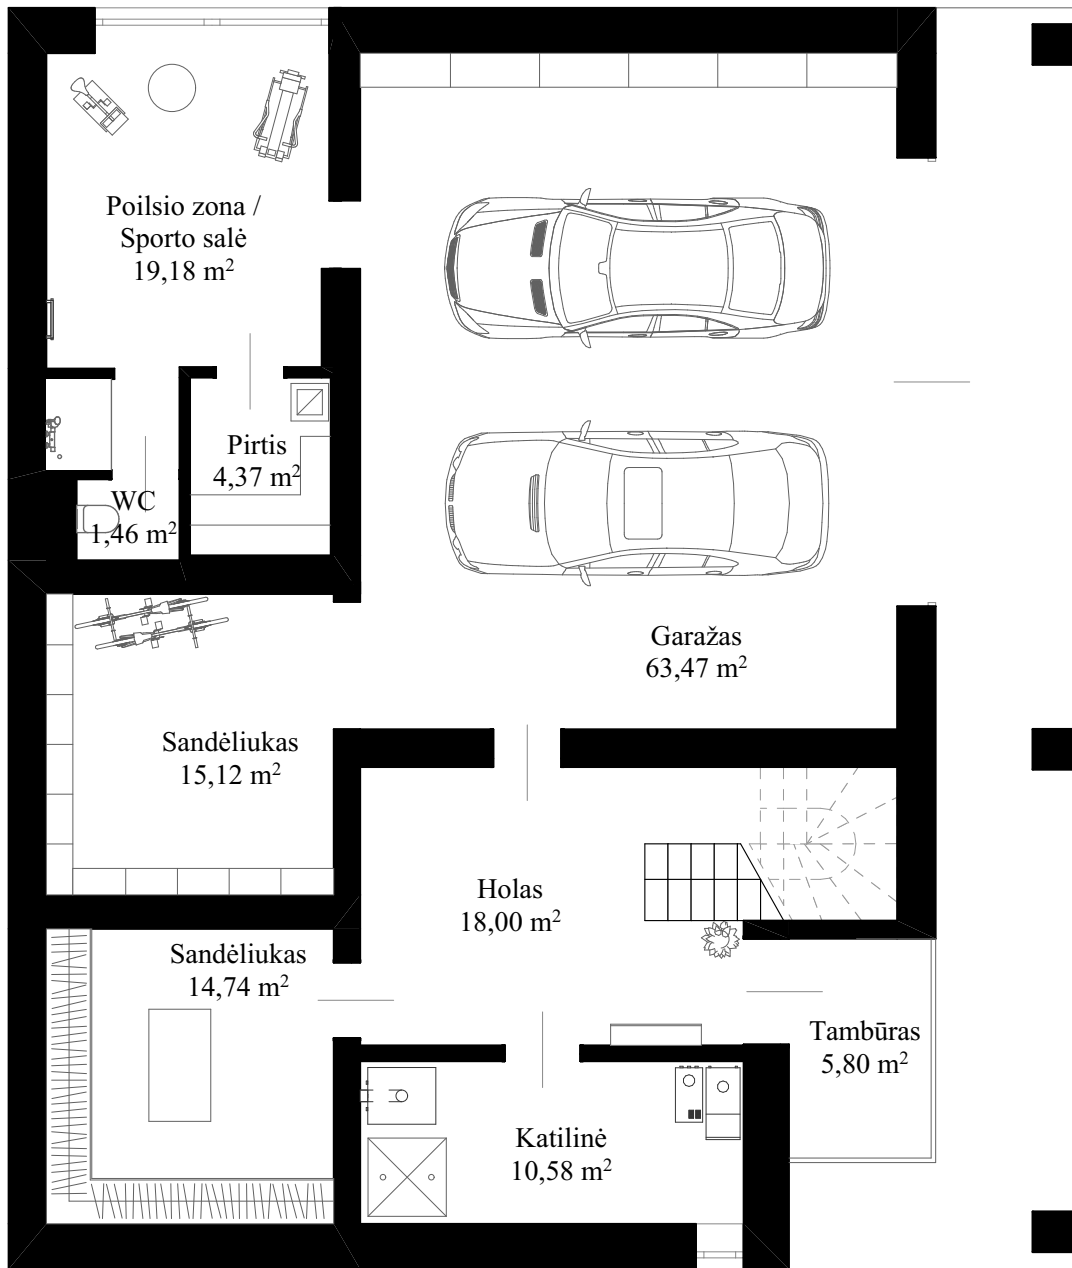 Poilsio zona /
Sporto salė
19,18 m²
Pirtis
4,37 m²
WC
1,46 m²
Garažas
63,47 m²
Sandėliukas
15,12 m²
Holas
18,00 m²
Sandėliukas
14,74 m²
Tambūras
5,80 m²
Katilinė
10,58 m²